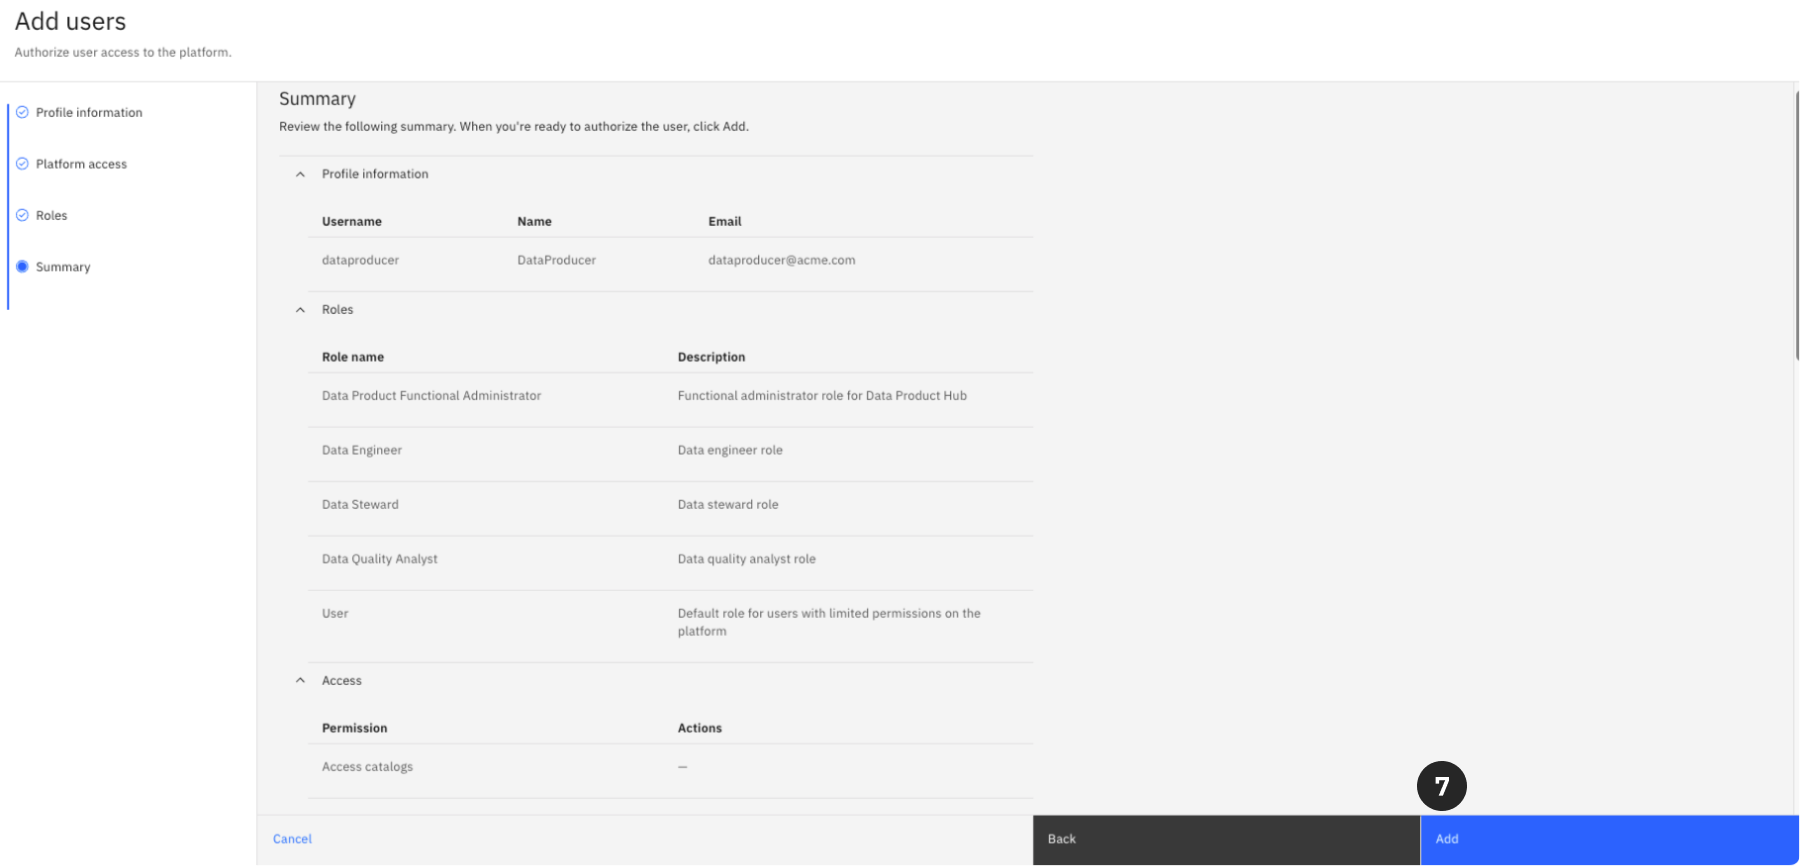 Add users
Authorize user access to the platform.
Profile information
Platform access
Roles
Summary
Summary
Review the following summary. When you're ready to authorize the user, click Add.
Profile information
Username Name Email
dataproducer DataProducer dataproducer@acme.com
Roles
Role name Description
Data Product Functional Administrator Functional administrator role for Data Product Hub
Data Engineer Data engineer role
Data Steward Data steward role
Data Quality Analyst Data quality analyst role
User Default role for users with limited permissions on the
platform
Access
Permission Actions
Access catalogs —
7
Cancel Back Add